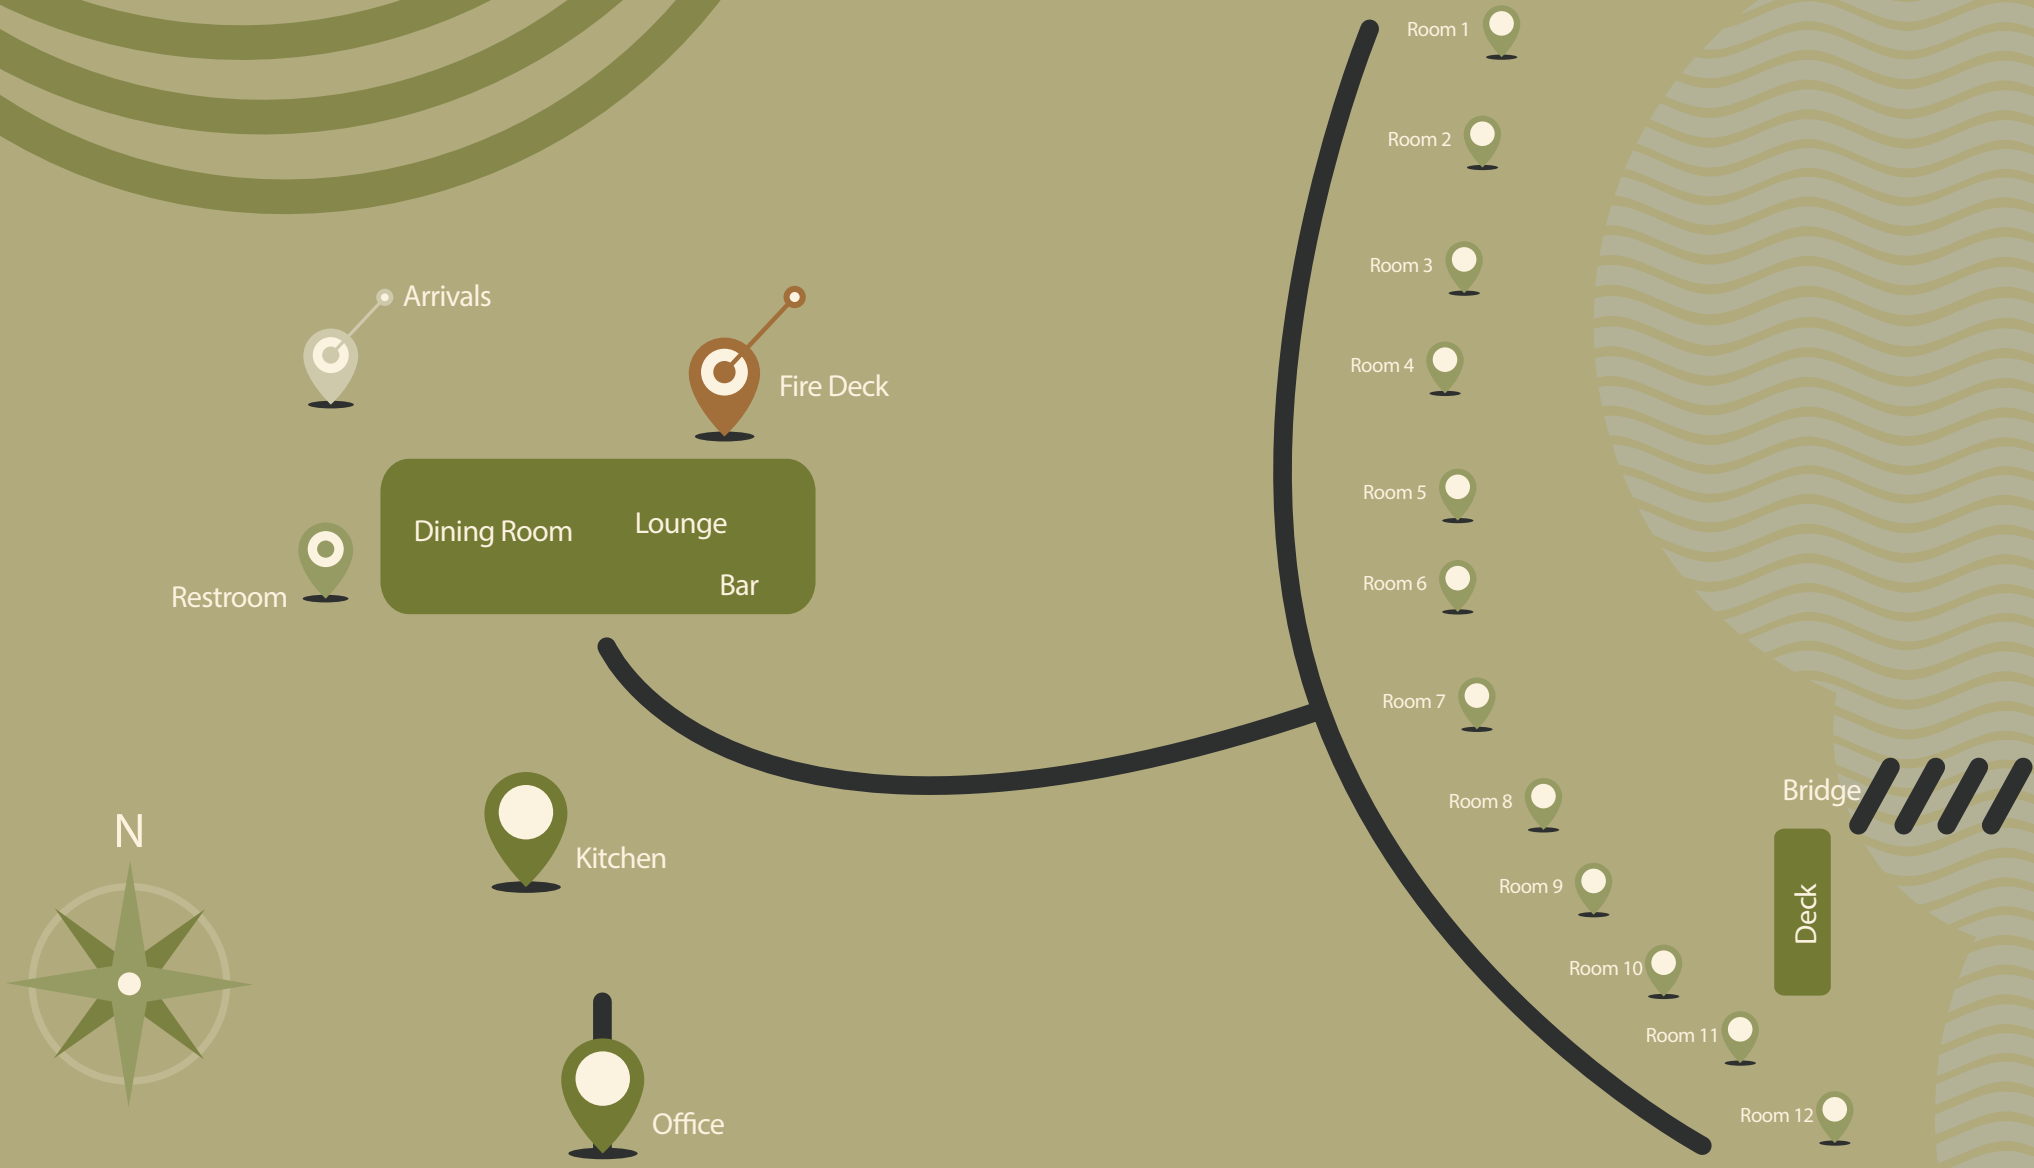 Room 1
Room 2
Room 3
Arrivals
Room 4
Fire Deck
Room 5
Dining Room
Lounge
Bar
Room 6
Restroom
Room 7
Bridge
Room 8
N
Kitchen
Room 9
Deck
Room 10
Room 11
Room 12
Office